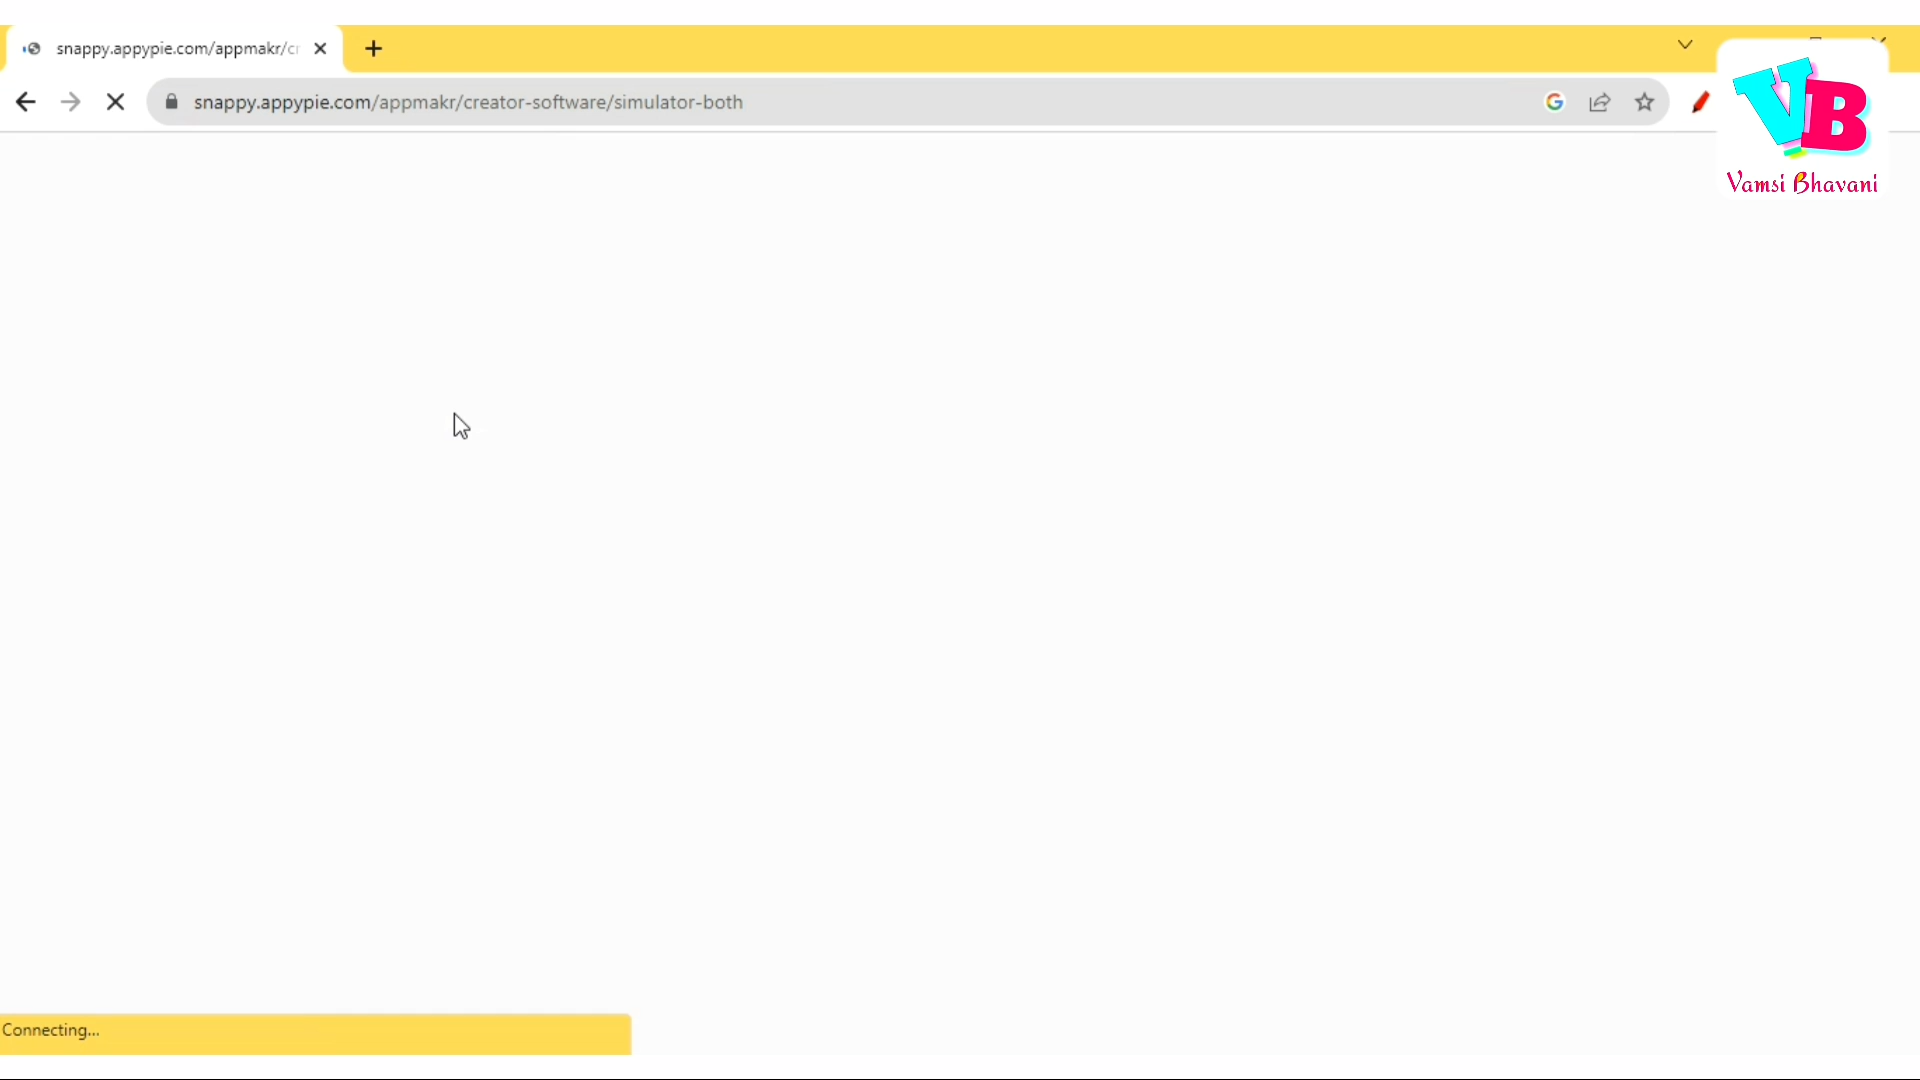 snappy.appypie.com/appmakr/cr
snappy.appypie.com/appmakr/creator-software/simulator-both
VB
Vamsi Bhavani
Connecting...